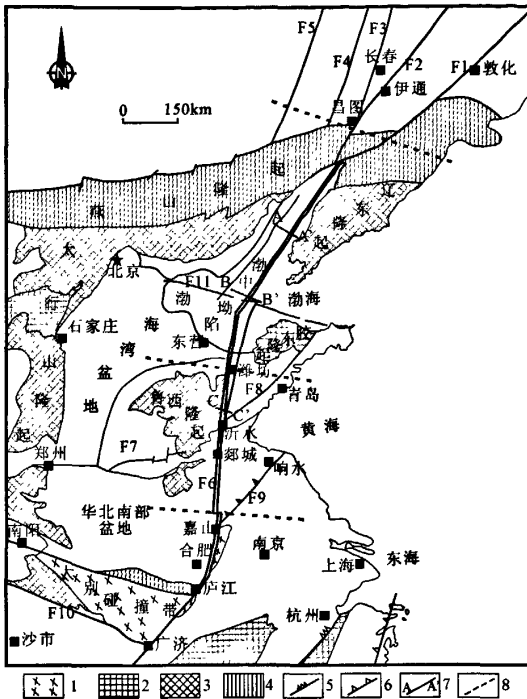 F5
F3
F4
长春
F2
F1
敦化
伊通
N
昌图
0 150km
燕山隆起
辽东隆起
A
太行山隆起
北京
渤中坳陷
F11
B
B'
渤海
渤海湾盆地
石家庄
东营
胶东隆起
潍坊
F8
青岛
鲁西隆起
C
C'
黄海
沂水
F7
郑州
郯城
响水
F6
F9
华北南部盆地
嘉山
南阳
合肥
南京
上海
东海
庐江
别碰撞带
F10
杭州
沙市
广济
1
2
3
4
5
6
A A'
7
8